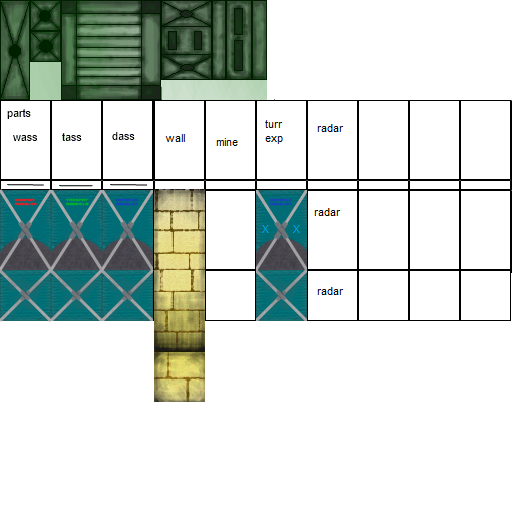 parts
wass
tass
dass
wall
mine
turr
exp
radar
radar
X X
radar